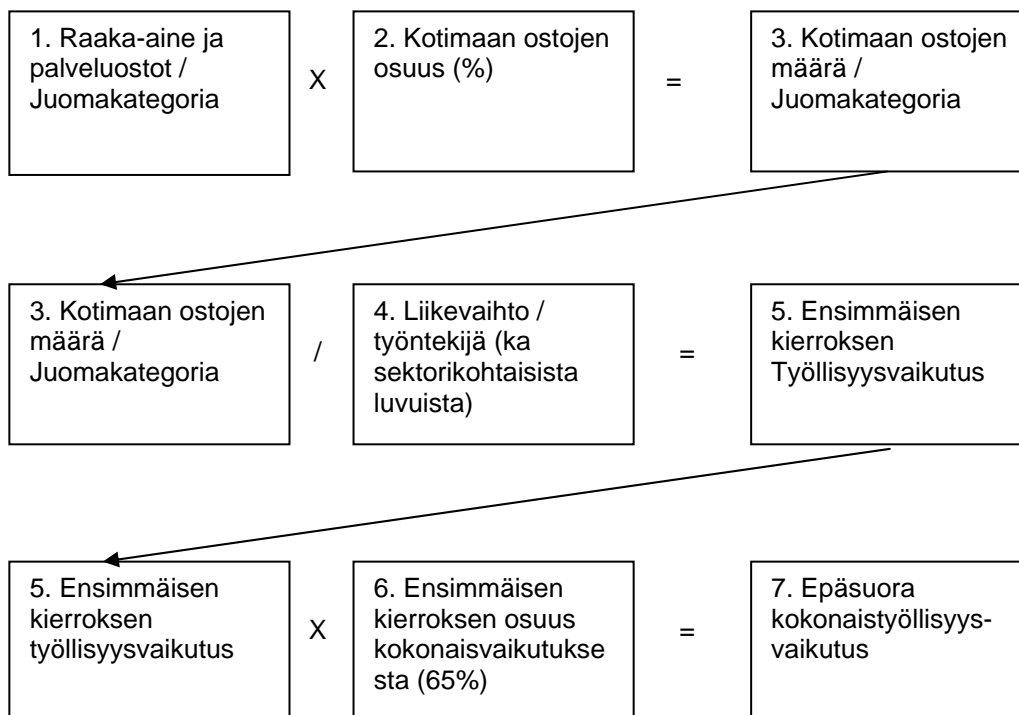 1. Raaka-aine ja
palveluostot /
Juomakategoria
X
2. Kotimaan ostojen
osuus (%)
=
3. Kotimaan ostojen
määrä /
Juomakategoria
3. Kotimaan ostojen
määrä /
Juomakategoria
/
4. Liikevaihto /
työntekijä (ka
sektorikohtaisista
luvuista)
=
5. Ensimmäisen
kierroksen
Työllisyysvaikutus
5. Ensimmäisen
kierroksen
työllisyysvaikutus
X
6. Ensimmäisen
kierroksen osuus
kokonaisvaikutukse
sta (65%)
=
7. Epäsuora
kokonaistyöllisyys-
vaikutus